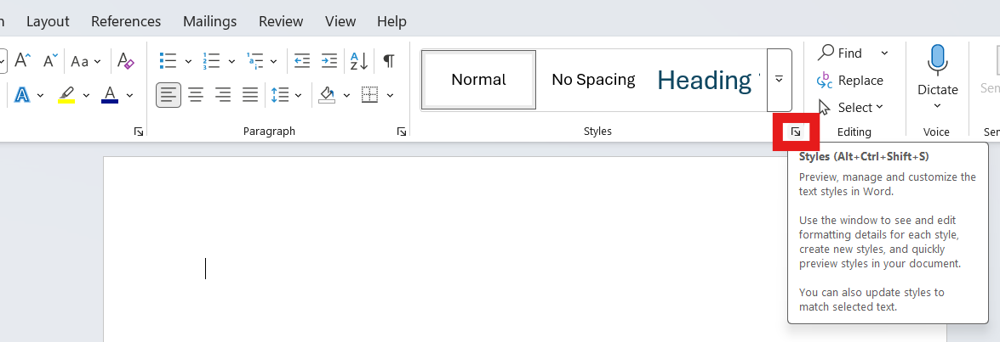 Layout References Mailings Review View Help
Aa
Normal No Spacing Heading
Find
Replace
Select
Dictate
Paragraph Styles Editing Voice
Styles (Alt+Ctrl+Shift+S)
Preview, manage and customize the
text styles in Word.
Use the window to see and edit
formatting details for each style,
create new styles, and quickly
preview styles in your document.
You can also update styles to
match selected text.